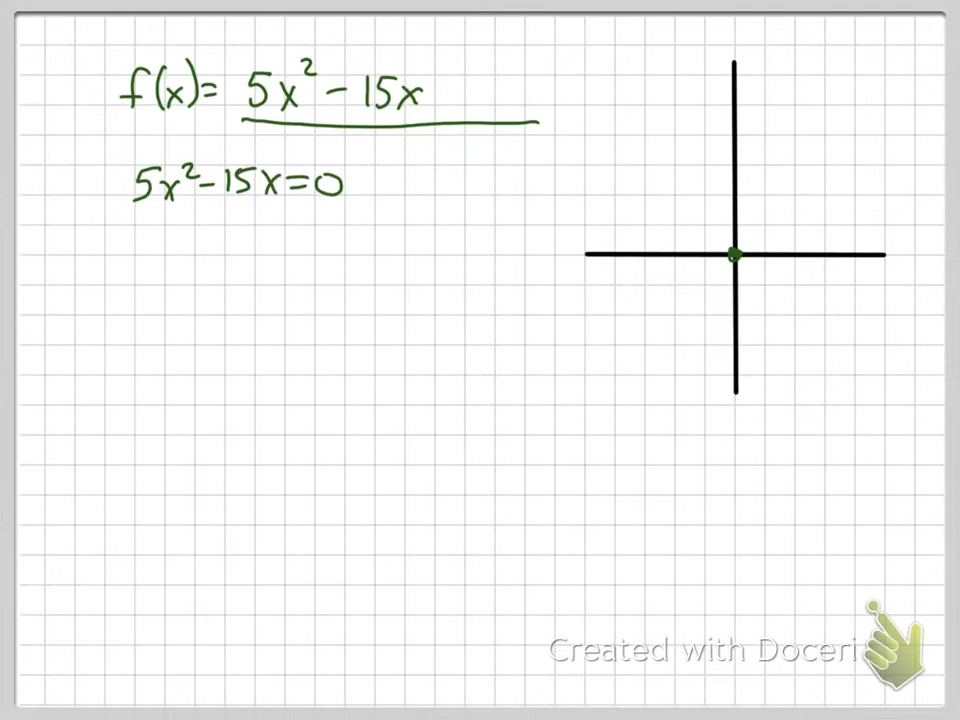 f(x)= 5x² - 15x
5x² - 15x = 0
Created with Doceri